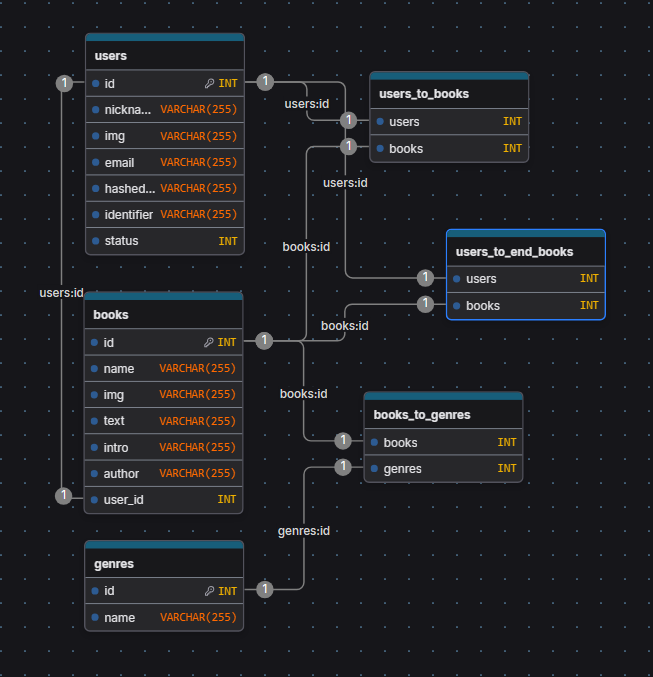 users
id INT
nickna... VARCHAR(255)
img VARCHAR(255)
email VARCHAR(255)
hashed... VARCHAR(255)
identifier VARCHAR(255)
status INT
1
1
users:id
users_to_books
1 users INT
1 books INT
users:id
books:id
users_to_end_books
1 users INT
1 books INT
users:id
books
id INT
name VARCHAR(255)
img VARCHAR(255)
text VARCHAR(255)
intro VARCHAR(255)
author VARCHAR(255)
user_id INT
1
1
books:id
books:id
books_to_genres
1 books INT
1 genres INT
genres:id
genres
id INT
name VARCHAR(255)
1